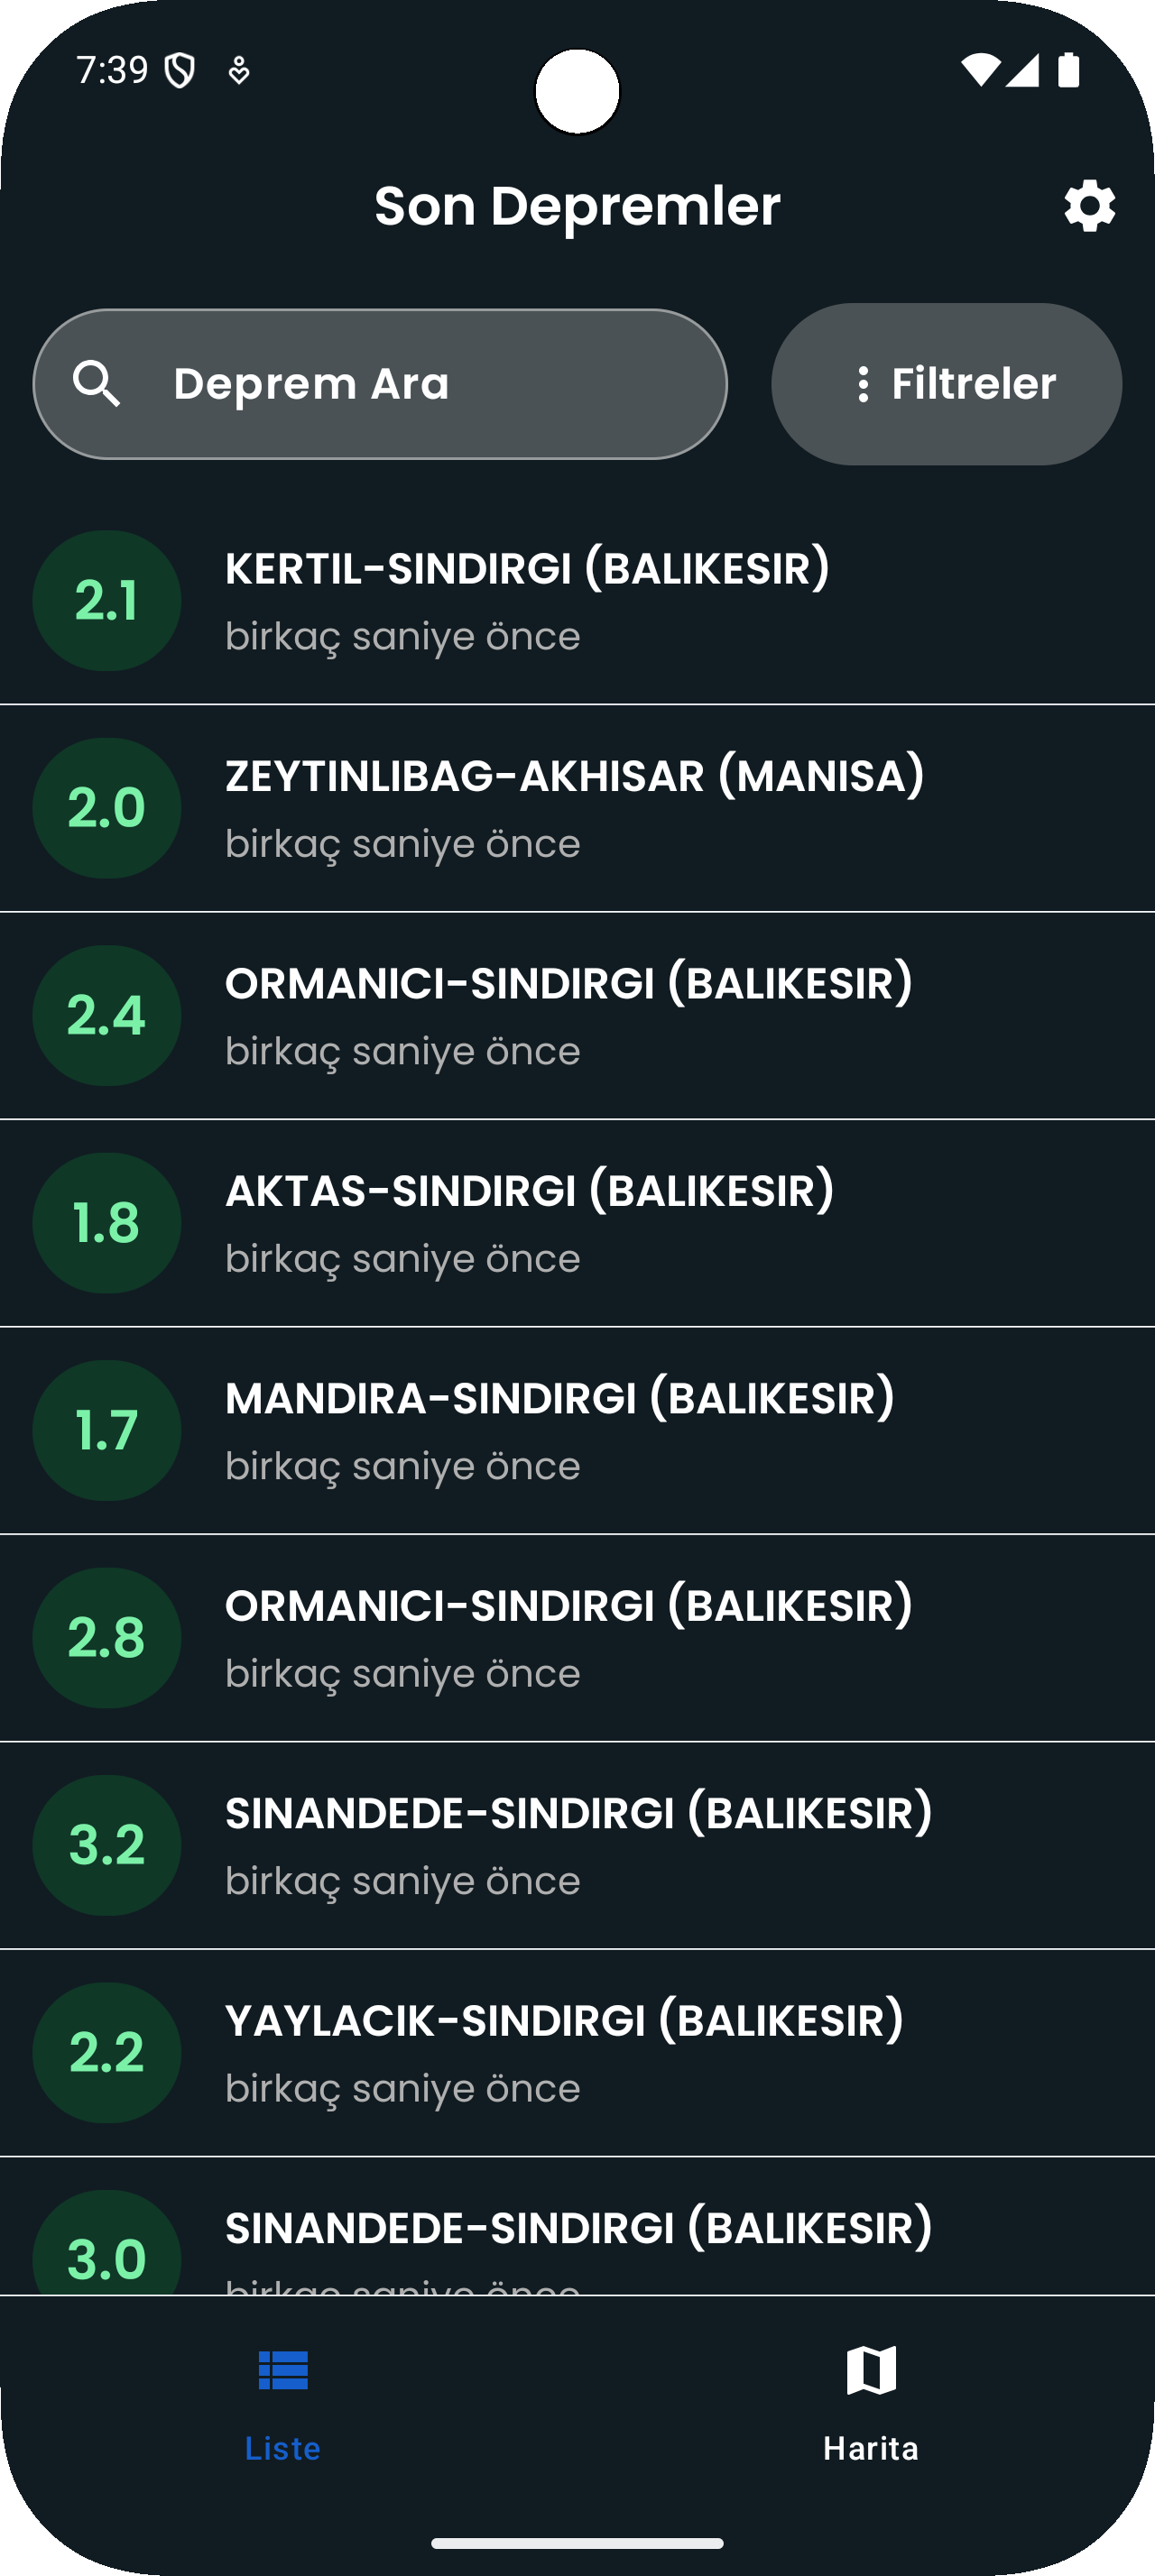 7:39
Son Depremler
Deprem Ara
Filtreler
2.1
KERTIL-SINDIRGI (BALIKESIR)
birkaç saniye önce
2.0
ZEYTINLIBAG-AKHISAR (MANISA)
birkaç saniye önce
2.4
ORMANICI-SINDIRGI (BALIKESIR)
birkaç saniye önce
1.8
AKTAS-SINDIRGI (BALIKESIR)
birkaç saniye önce
1.7
MANDIRA-SINDIRGI (BALIKESIR)
birkaç saniye önce
2.8
ORMANICI-SINDIRGI (BALIKESIR)
birkaç saniye önce
3.2
SINANDEDE-SINDIRGI (BALIKESIR)
birkaç saniye önce
2.2
YAYLACIK-SINDIRGI (BALIKESIR)
birkaç saniye önce
3.0
SINANDEDE-SINDIRGI (BALIKESIR)
birkaç saniye önce
Liste
Harita